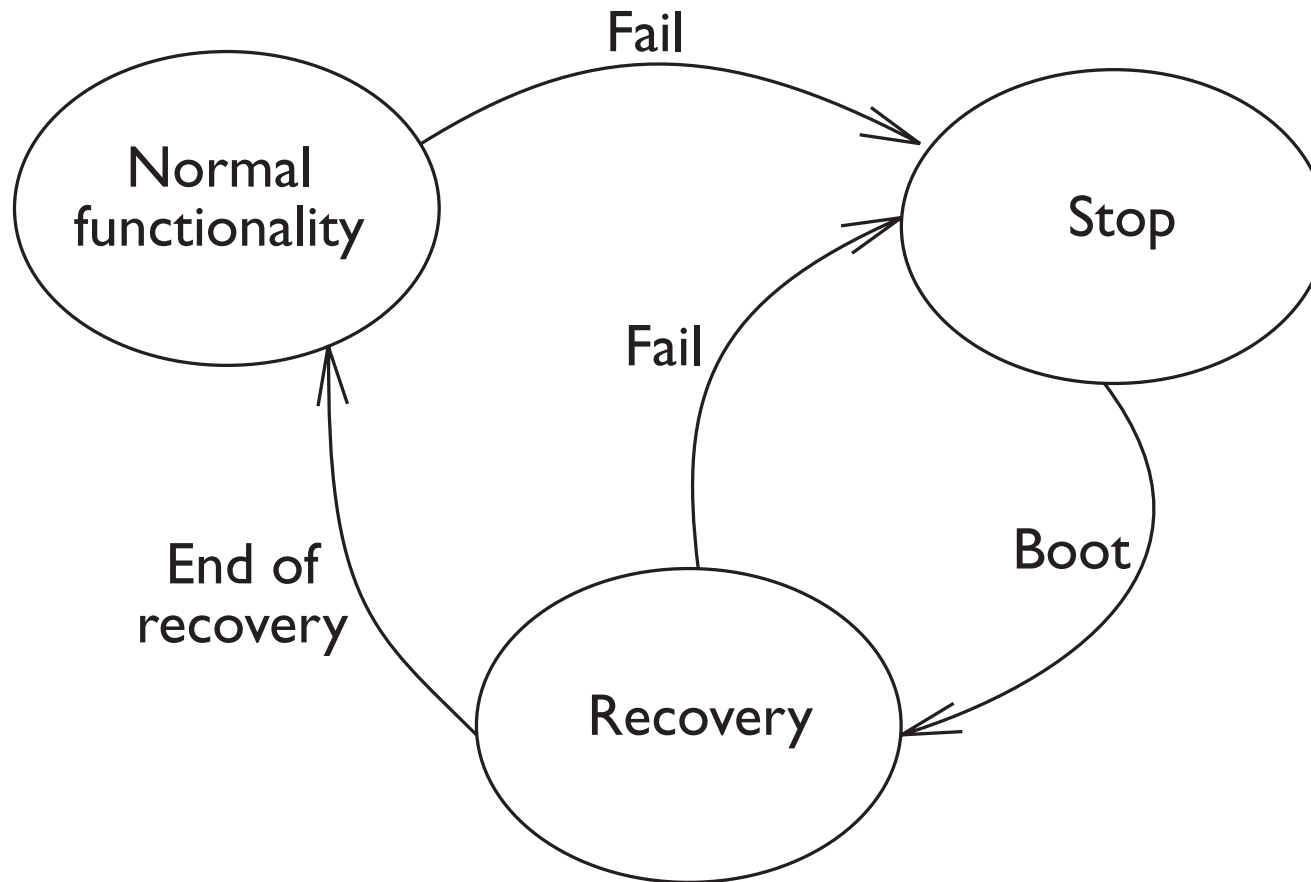 Fail
Normal
functionality
Stop
Fail
End of
recovery
Boot
Recovery